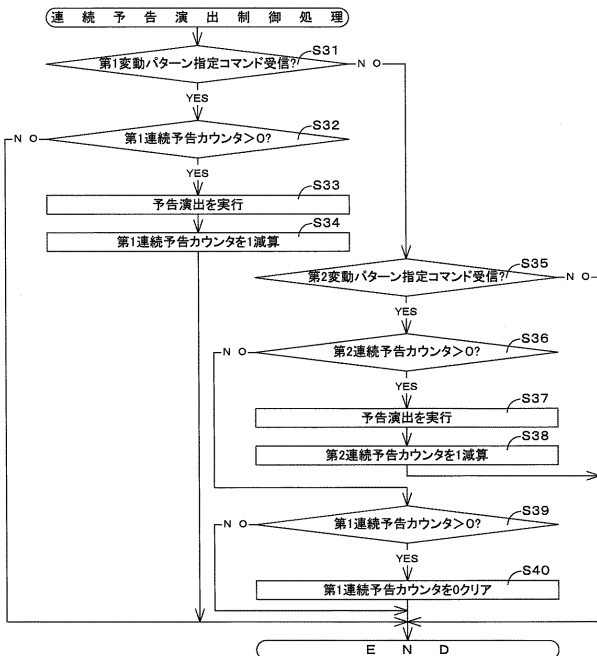 連続予告演出制御処理
S31
第1変動パターン指定コマンド受信?
NO
YES
S32
NO
第1連続予告カウンタ>0?
YES
S33
予告演出を実行
S34
第1連続予告カウンタを1減算
S35
第2変動パターン指定コマンド受信?
NO
YES
S36
NO
第2連続予告カウンタ>0?
YES
S37
予告演出を実行
S38
第2連続予告カウンタを1減算
S39
NO
第1連続予告カウンタ>0?
YES
S40
第1連続予告カウンタを0クリア
END